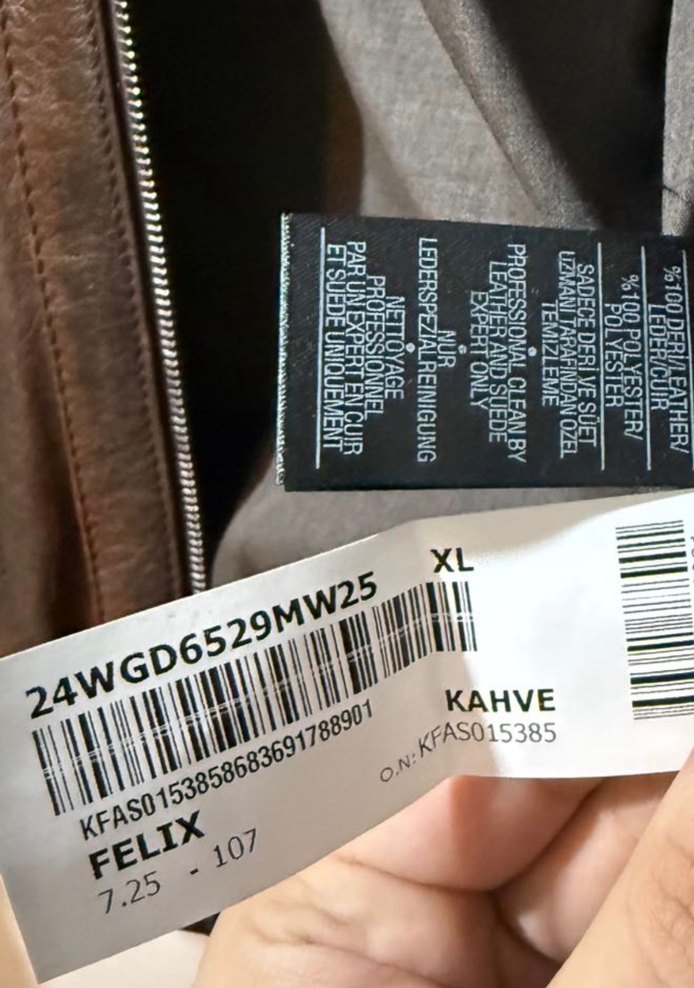 %100 DERİ/LEATHER/
LEDER/CUIR
%100 POLYESTER/
POLYESTER
SADECE DERİ VE SÜET
UZMANI TARAFINDAN ÖZEL
TEMİZLEME
PROFESSIONAL CLEAN BY
LEATHER AND SUEDE
EXPERT ONLY
NUR
LEDERSPEZIALREINIGUNG
NETTOYAGE
PROFESSIONNEL
PAR UN EXPERT EN CUIR
ET SUEDE UNIQUEMENT
24WGD6529MW25
XL
KFAS0153858683691788901
KAHVE
O.N: KFAS015385
FELIX
7.25 - 107